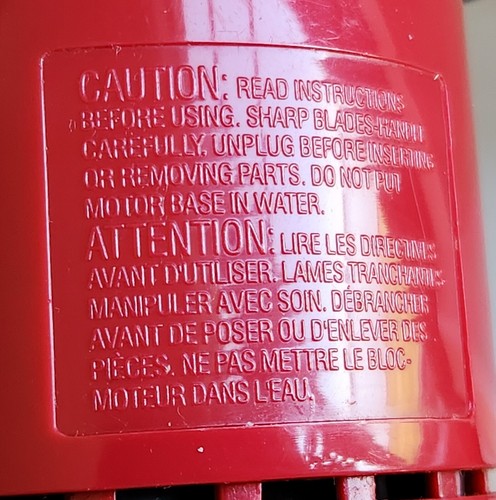 CAUTION: READ INSTRUCTIONS
BEFORE USING. SHARP BLADES-HANDLE
CAREFULLY. UNPLUG BEFORE INSERTING
OR REMOVING PARTS. DO NOT PUT
MOTOR BASE IN WATER.
ATTENTION: LIRE LES DIRECTIVES
AVANT D'UTILISER. LAMES TRANCHANTES-
MANIPULER AVEC SOIN. DÉBRANCHER
AVANT DE POSER OU D'ENLEVER DES
PIÈCES. NE PAS METTRE LE BLOC-
MOTEUR DANS L'EAU.